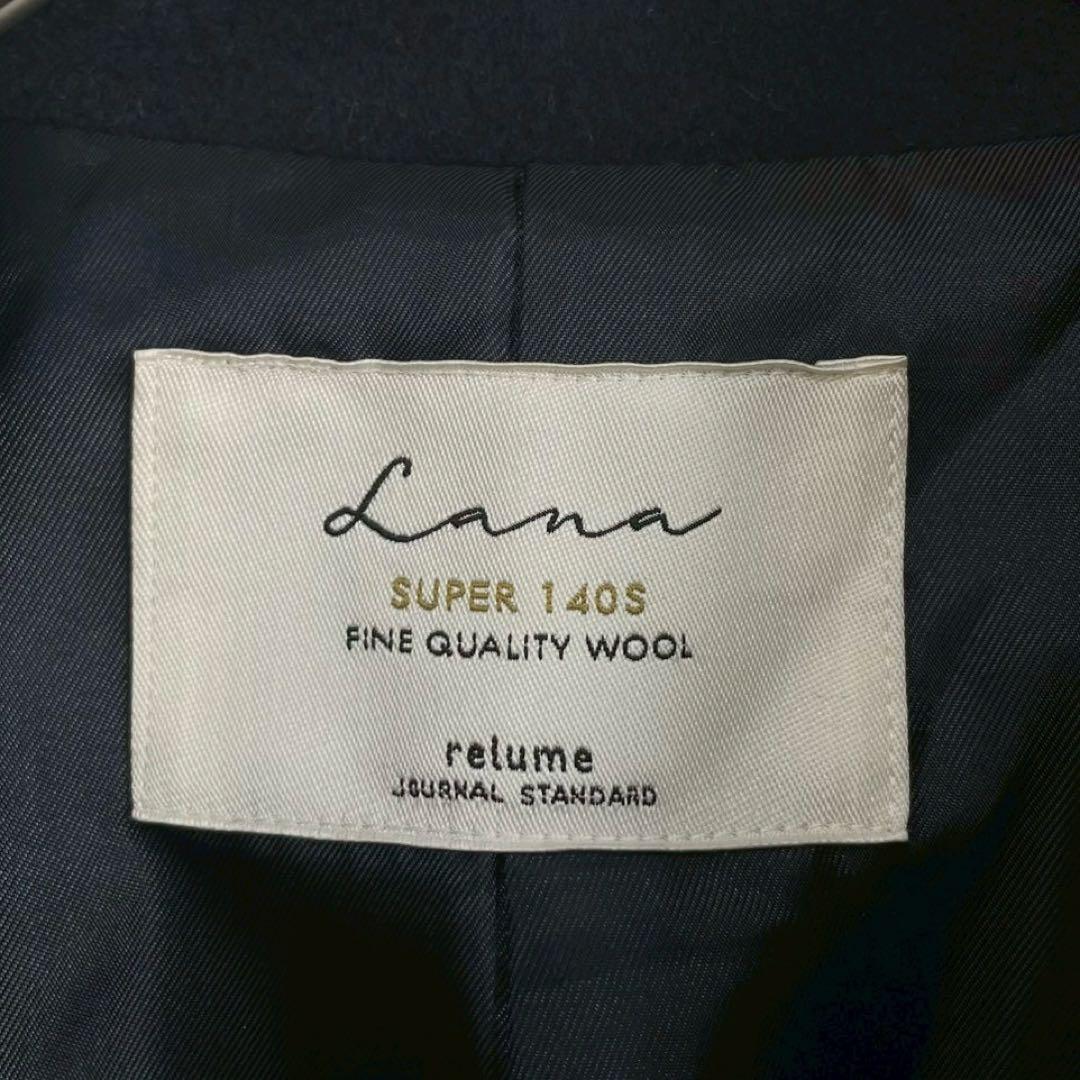 Lana
SUPER 140S
FINE QUALITY WOOL
relume
JOURNAL STANDARD